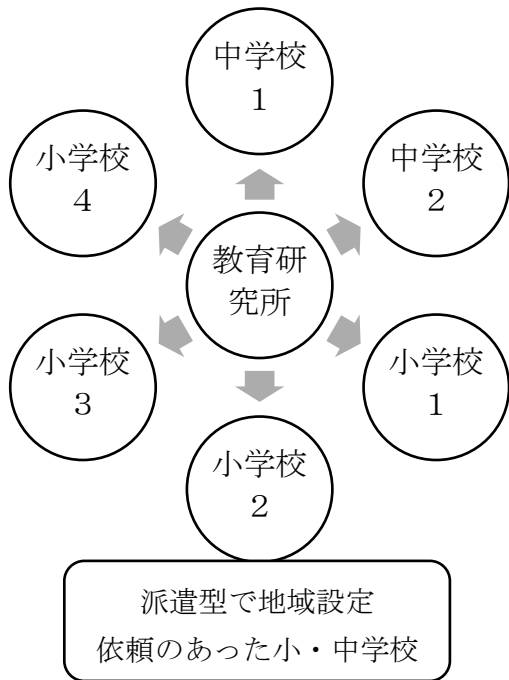 中学校
１
小学校
４
中学校
２
教育研
究所
小学校
３
小学校
１
小学校
２
派遣型で地域設定
依頼のあった小・中学校